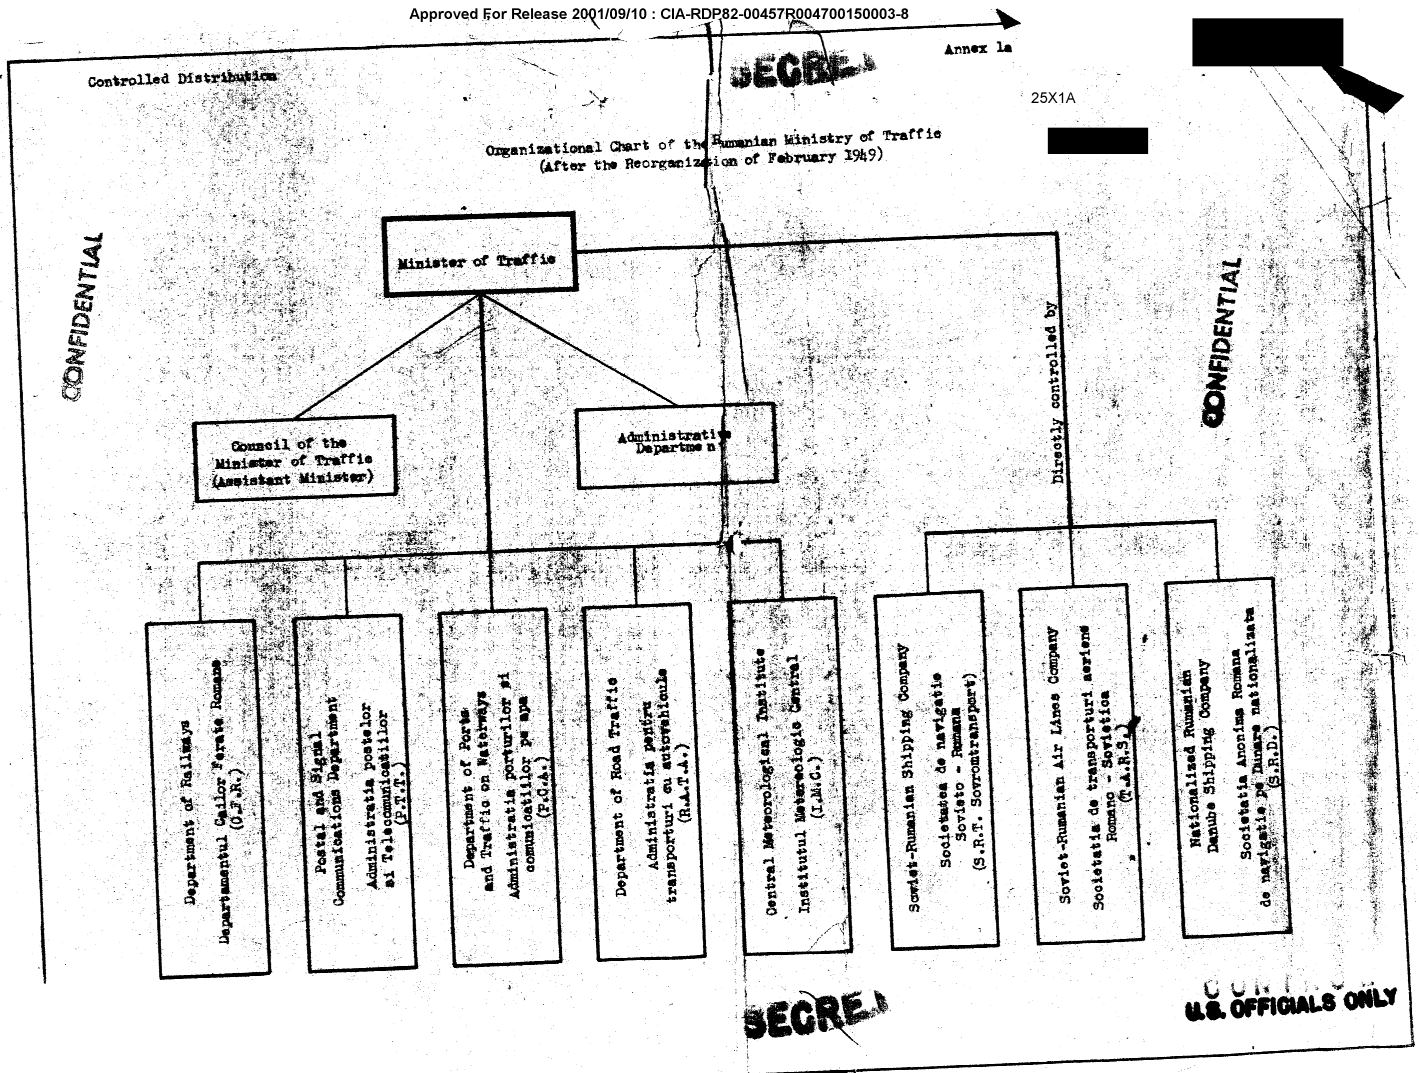 Approved For Release 2001/09/10 : CIA-RDP82-00457R004700150003-8
Annex 1a
Controlled Distribution
SECRET
25X1A
Organizational Chart of the Rumanian Ministry of Traffic
(After the Reorganization of February 1949)
CONFIDENTIAL
CONFIDENTIAL
Minister of Traffic
Directly controlled by
Council of the
Minister of Traffic
(Assistant Minister)
Administrative
Departmen
Department of Railways
Departamentul Cailor Ferate Romane
(C.F.R.)
Postal and Signal
Communications Department
Administratia postelor
si Telecomunicatiilor
(P.T.T.)
Department of Ports
and Traffic on Waterways
Administratia porturilor si
comunicatiilor pe apa
(P.C.A.)
Department of Road Traffic
Administratia pentru
transporturi cu autovehicule
(R.A.T.A.)
Central Meteorological Institute
Institutul Metereologic Central
(I.M.C.)
Soviet-Rumanian Shipping Company
Societatea de navigatie
Sovieto - Romana
(S.R.T. Sovromtransport)
Soviet-Rumanian Air Lines Company
Societatia de transporturi aeriene
Romano - Sovietica
(T.A.R.S.)
Nationalized Rumanian
Danube Shipping Company
Societatia Anonima Romana
de navigatie pe Dunare nationalizata
(S.R.D.)
SECRET
U.S. OFFICIALS ONLY